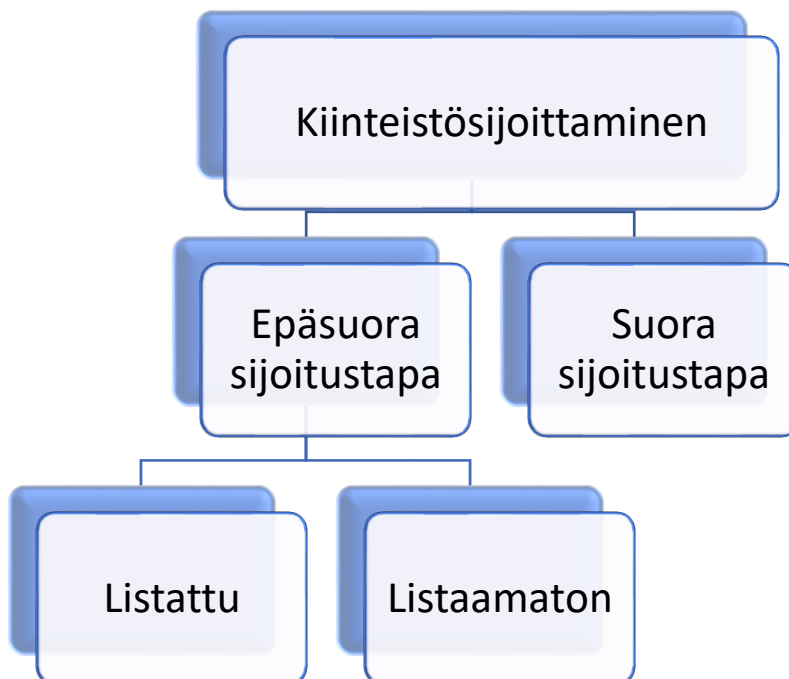 Kiinteistösijoittaminen
Epäsuora
sijoitustapa
Suora
sijoitustapa
Listattu
Listaamaton